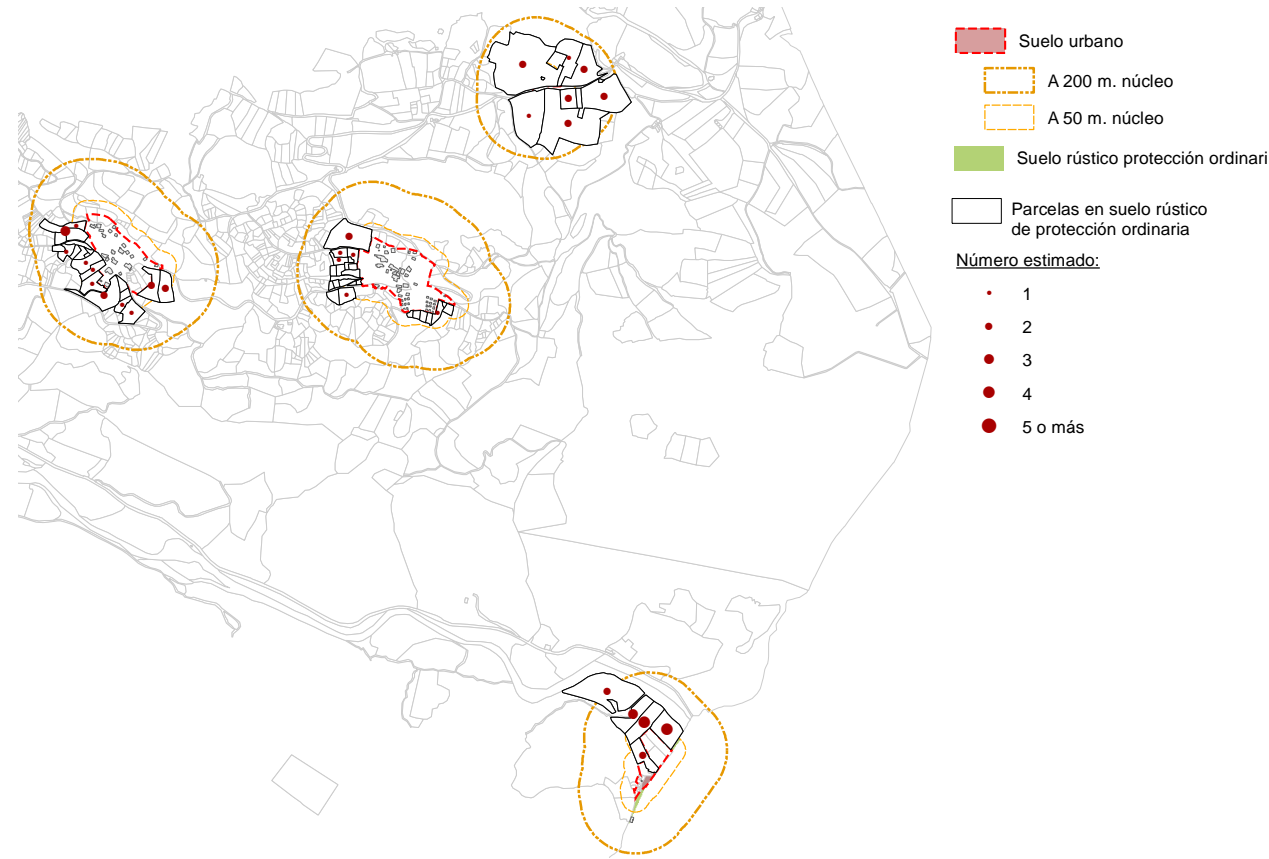 Suelo urbano
A 200 m. núcleo
A 50 m. núcleo
Suelo rústico protección ordinari
Parcelas en suelo rústico
de protección ordinaria
Número estimado:
1
2
3
4
5 o más